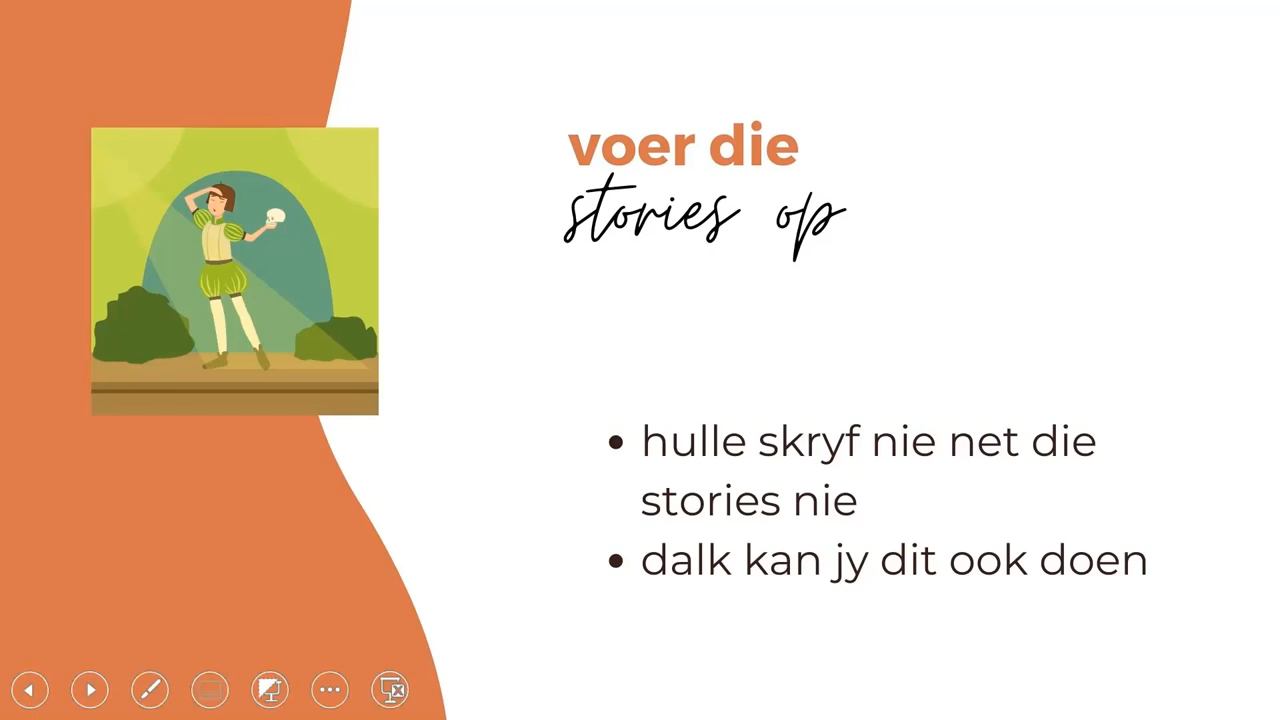 voer die
stories op
• hulle skryf nie net die
stories nie
• dalk kan jy dit ook doen